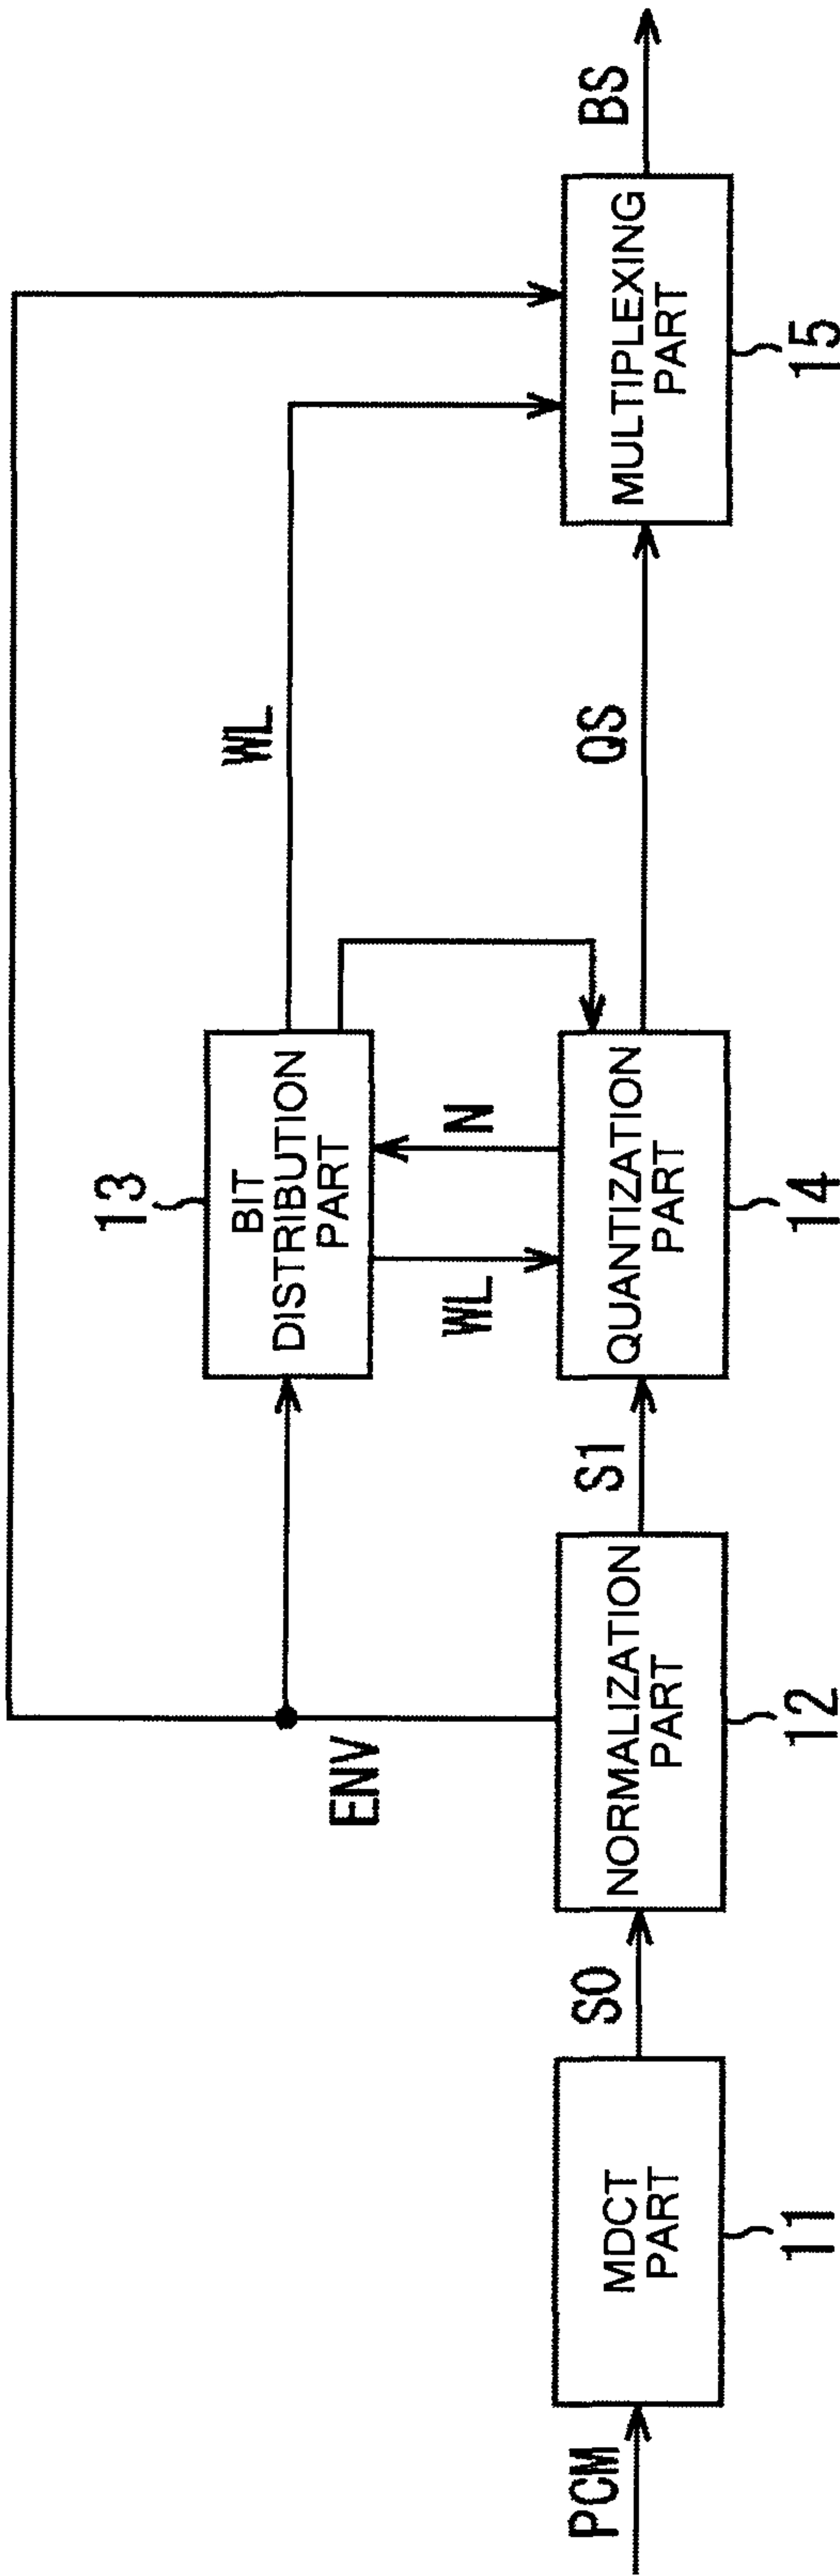 PCM
MDCT
PART
11
S0
NORMALIZATION
PART
12
ENV
S1
13
BIT
DISTRIBUTION
PART
WL
N
QUANTIZATION
PART
14
WL
QS
MULTIPLEXING
PART
15
BS